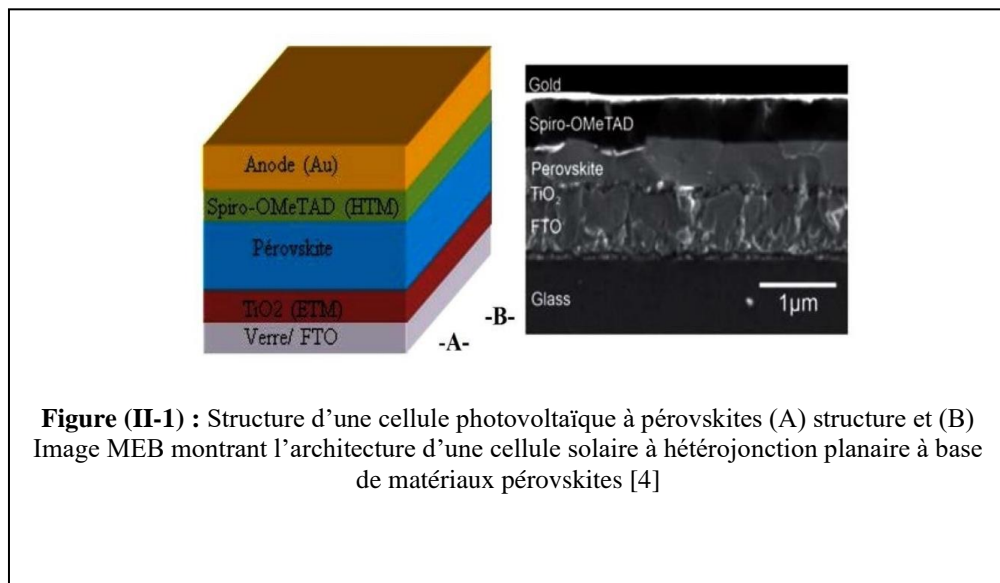 Anode (Au)
Spiro-OMeTAD (HTM)
Pérovskite
TiO2 (ETM)
Verre/ FTO
-A-
-B-
Gold
Spiro-OMeTAD
Perovskite
TiO₂
FTO
Glass
1µm
Figure (II-1) : Structure d’une cellule photovoltaïque à pérovskites (A) structure et (B)
Image MEB montrant l’architecture d’une cellule solaire à hétérojonction planaire à base
de matériaux pérovskites [4]